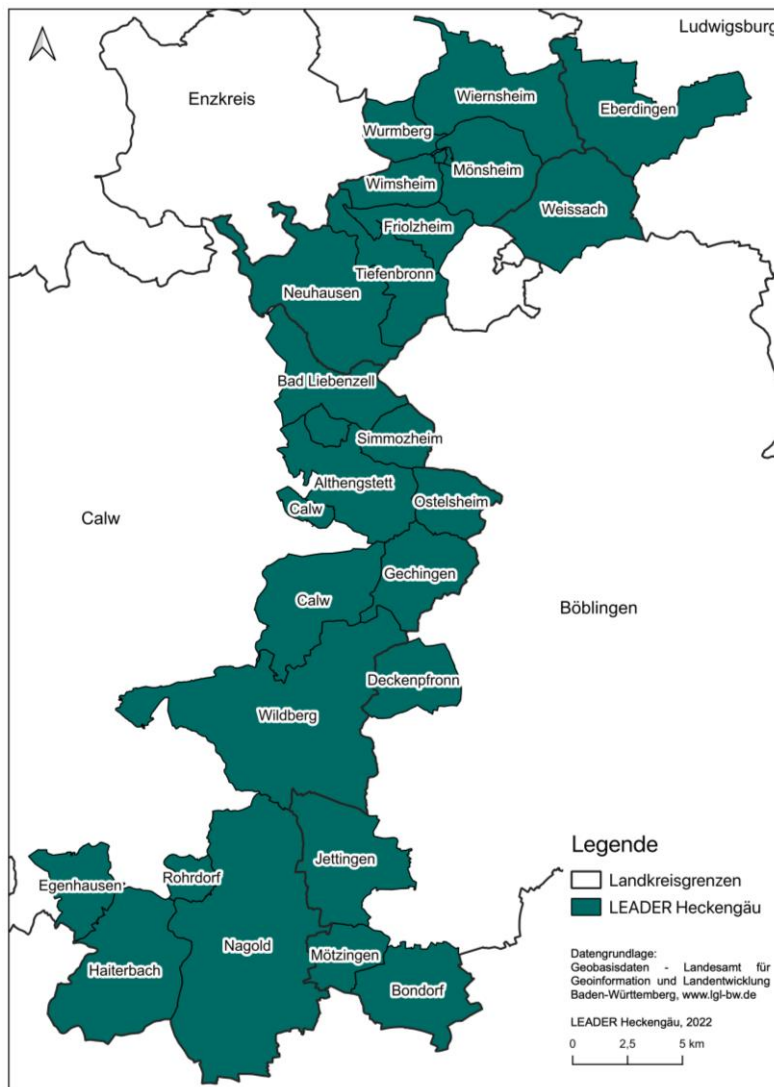 Ludwigsburg
Enzkreis
Wiernsheim
Eberdingen
Wurmberg
Mönsheim
Wimsheim
Weissach
Friolzheim
Tiefenbronn
Neuhausen
Bad Liebenzell
Simmozheim
Althengstett
Ostelsheim
Calw
Calw
Gechingen
Calw
Böblingen
Deckenpfronn
Wildberg
Legende
Jettingen
Rohrdorf
Egenhausen
Landkreisgrenzen
LEADER Heckengäu
Nagold
Mötzingen
Haiterbach
Bondorf
Datengrundlage:
Geobasisdaten - Landesamt für
Geoinformation und Landentwicklung
Baden-Württemberg, www.lgl-bw.de
LEADER Heckengäu, 2022
0 2,5 5 km